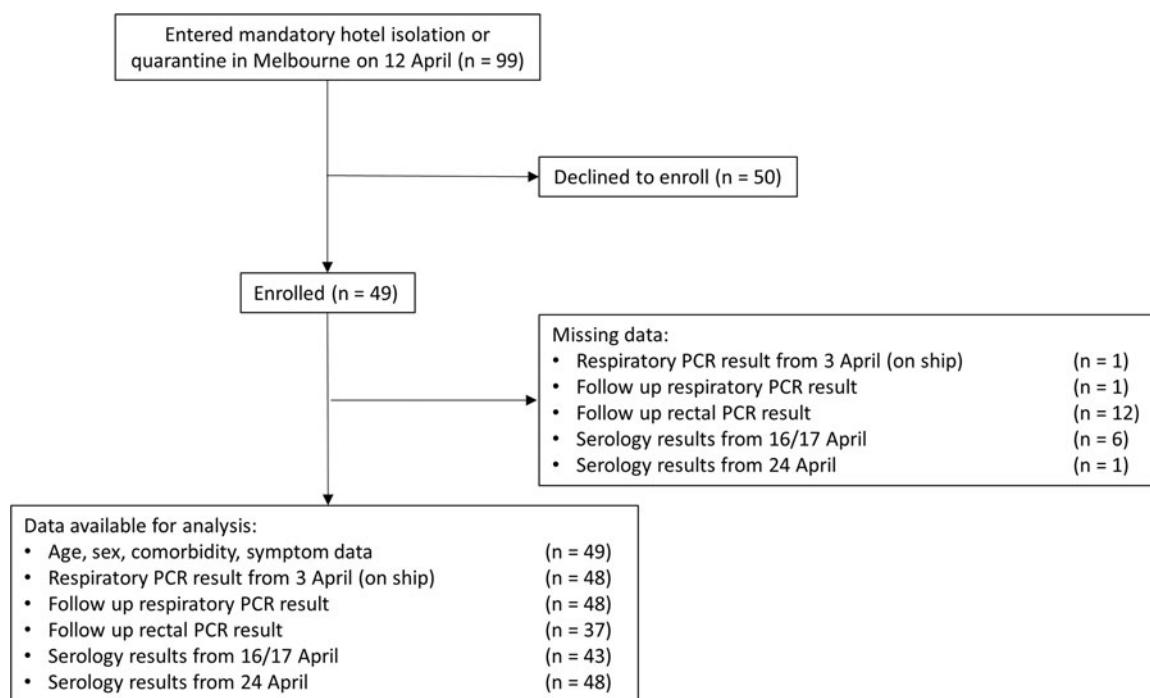 Entered mandatory hotel isolation or
quarantine in Melbourne on 12 April (n = 99)
Declined to enroll (n = 50)
Enrolled (n = 49)
Missing data:
• Respiratory PCR result from 3 April (on ship) (n = 1)
• Follow up respiratory PCR result (n = 1)
• Follow up rectal PCR result (n = 12)
• Serology results from 16/17 April (n = 6)
• Serology results from 24 April (n = 1)
Data available for analysis:
• Age, sex, comorbidity, symptom data (n = 49)
• Respiratory PCR result from 3 April (on ship) (n = 48)
• Follow up respiratory PCR result (n = 48)
• Follow up rectal PCR result (n = 37)
• Serology results from 16/17 April (n = 43)
• Serology results from 24 April (n = 48)